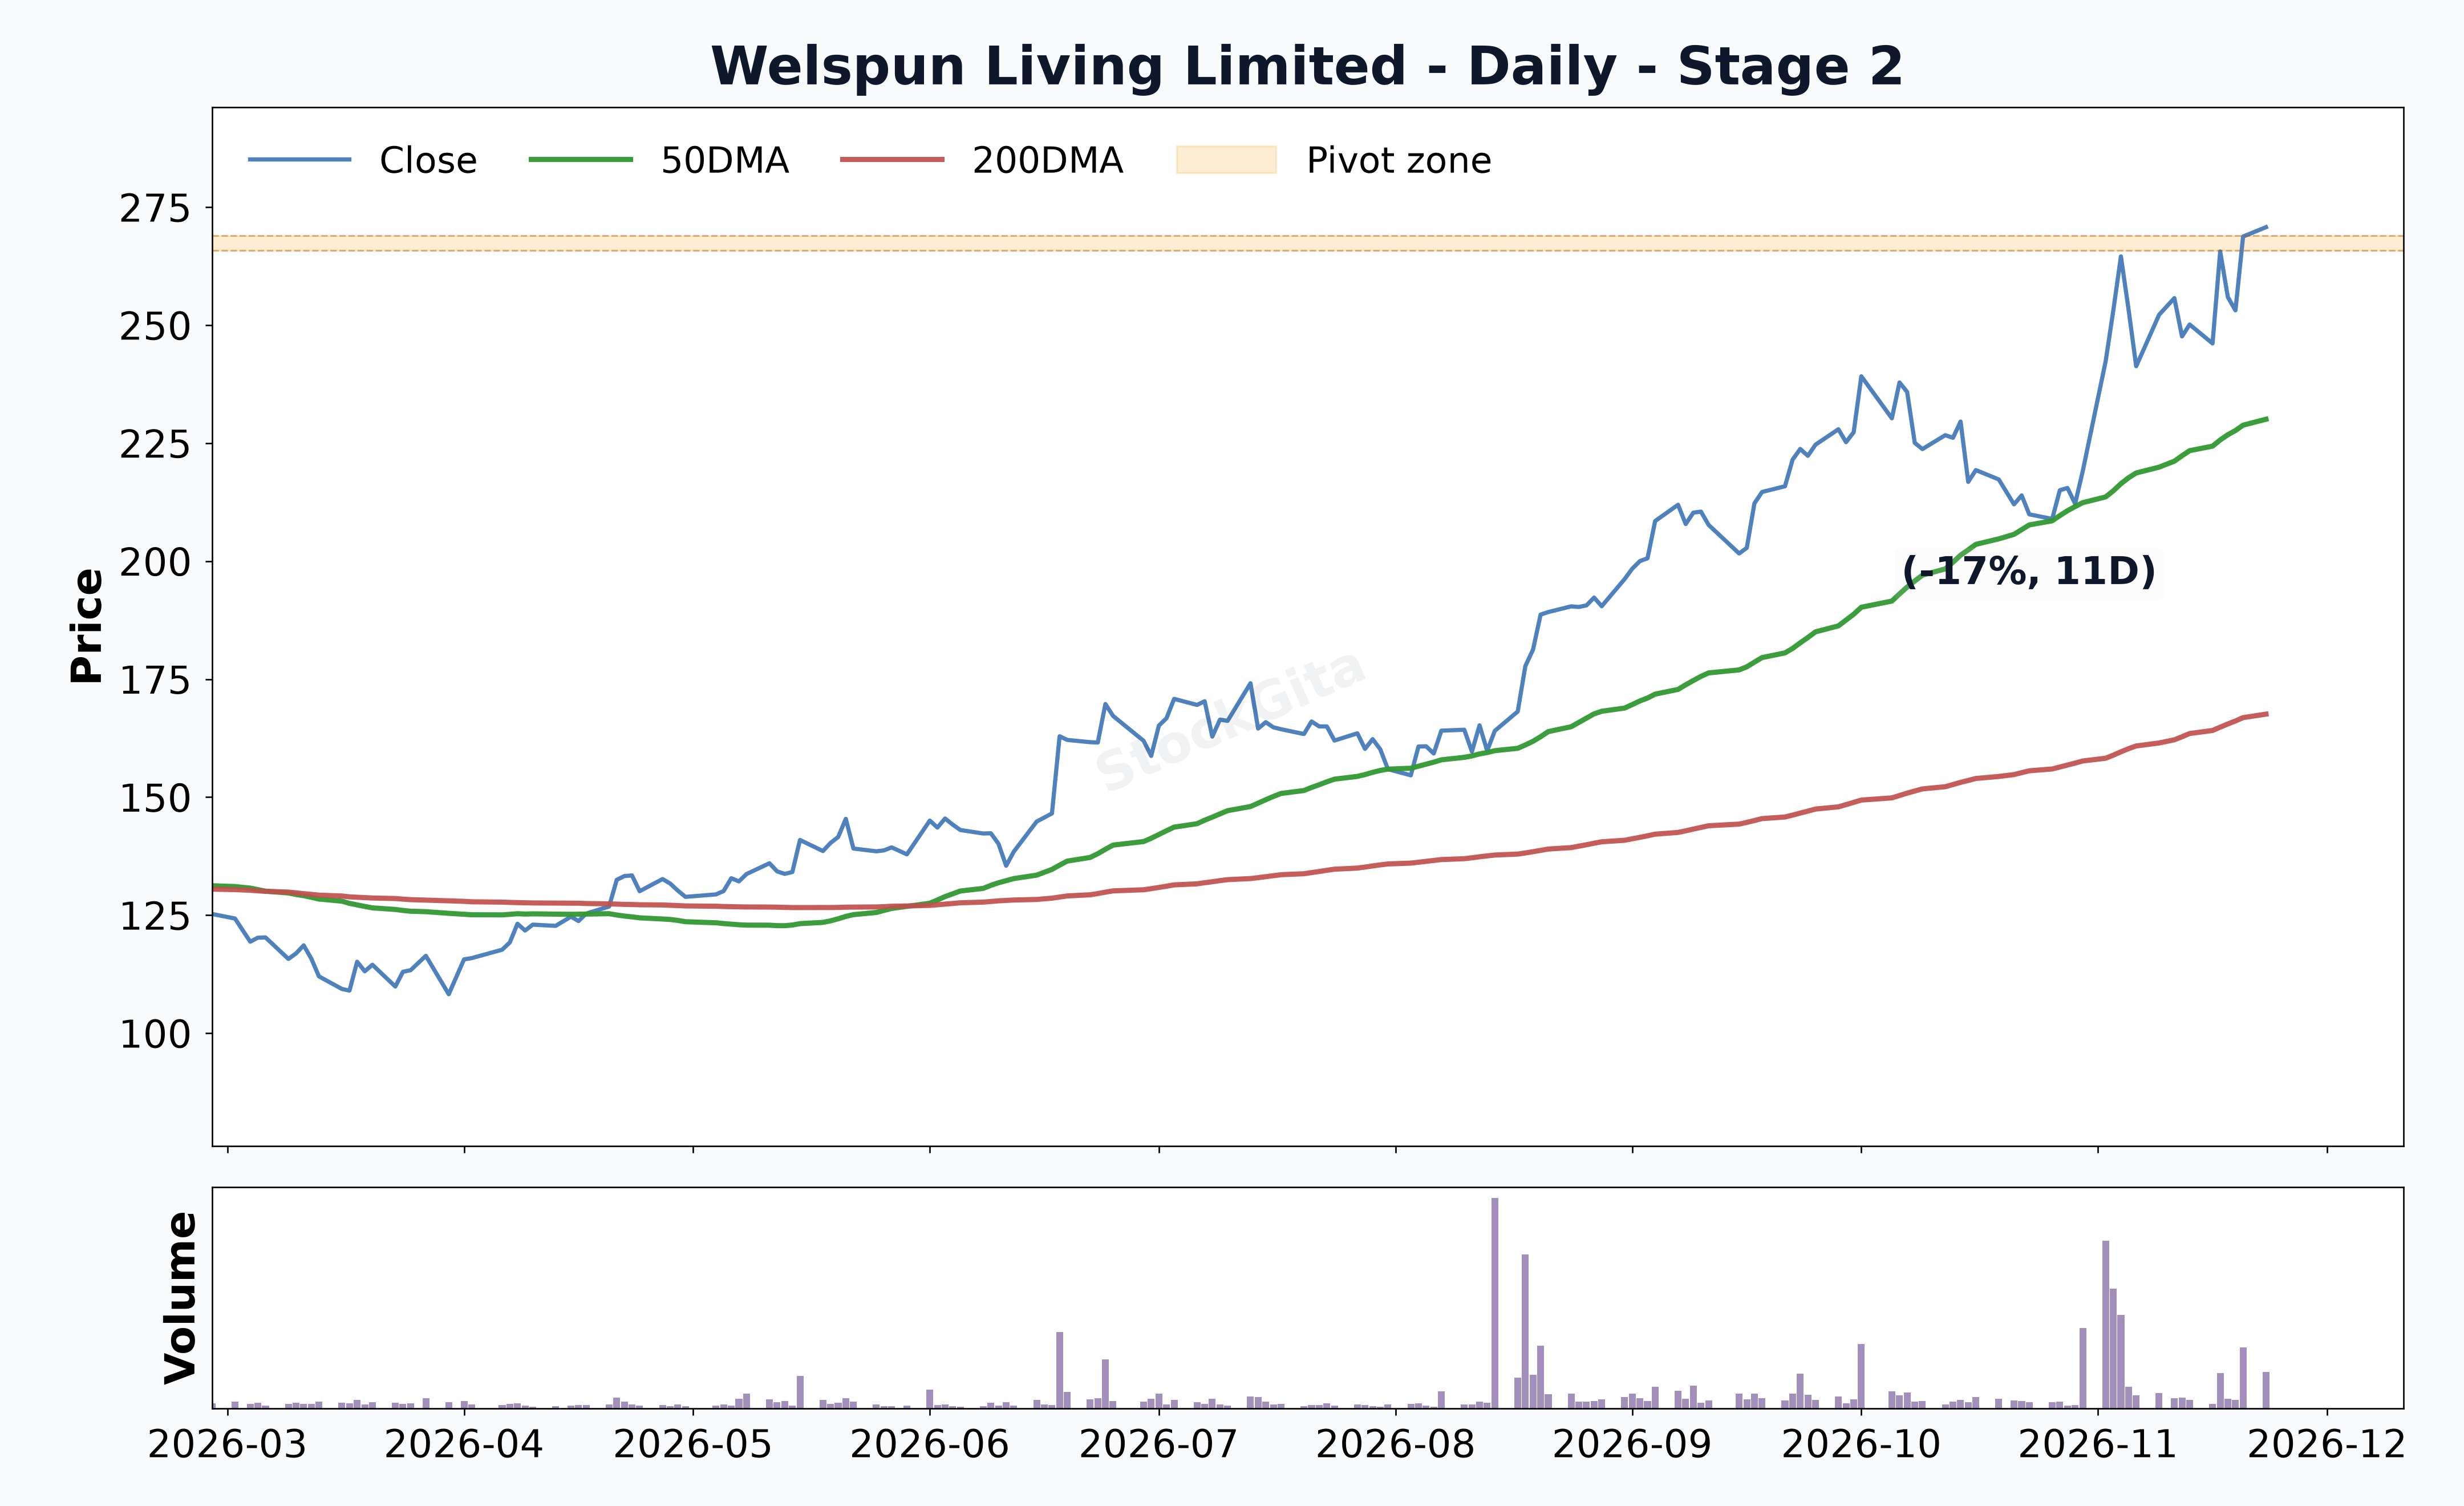 Welspun Living Limited - Daily - Stage 2
Close 50DMA 200DMA Pivot zone
Price
275
250
225
200
175
150
125
100
(-17%, 11D)
StockGita
Volume
2026-03 2026-04 2026-05 2026-06 2026-07 2026-08 2026-09 2026-10 2026-11 2026-12